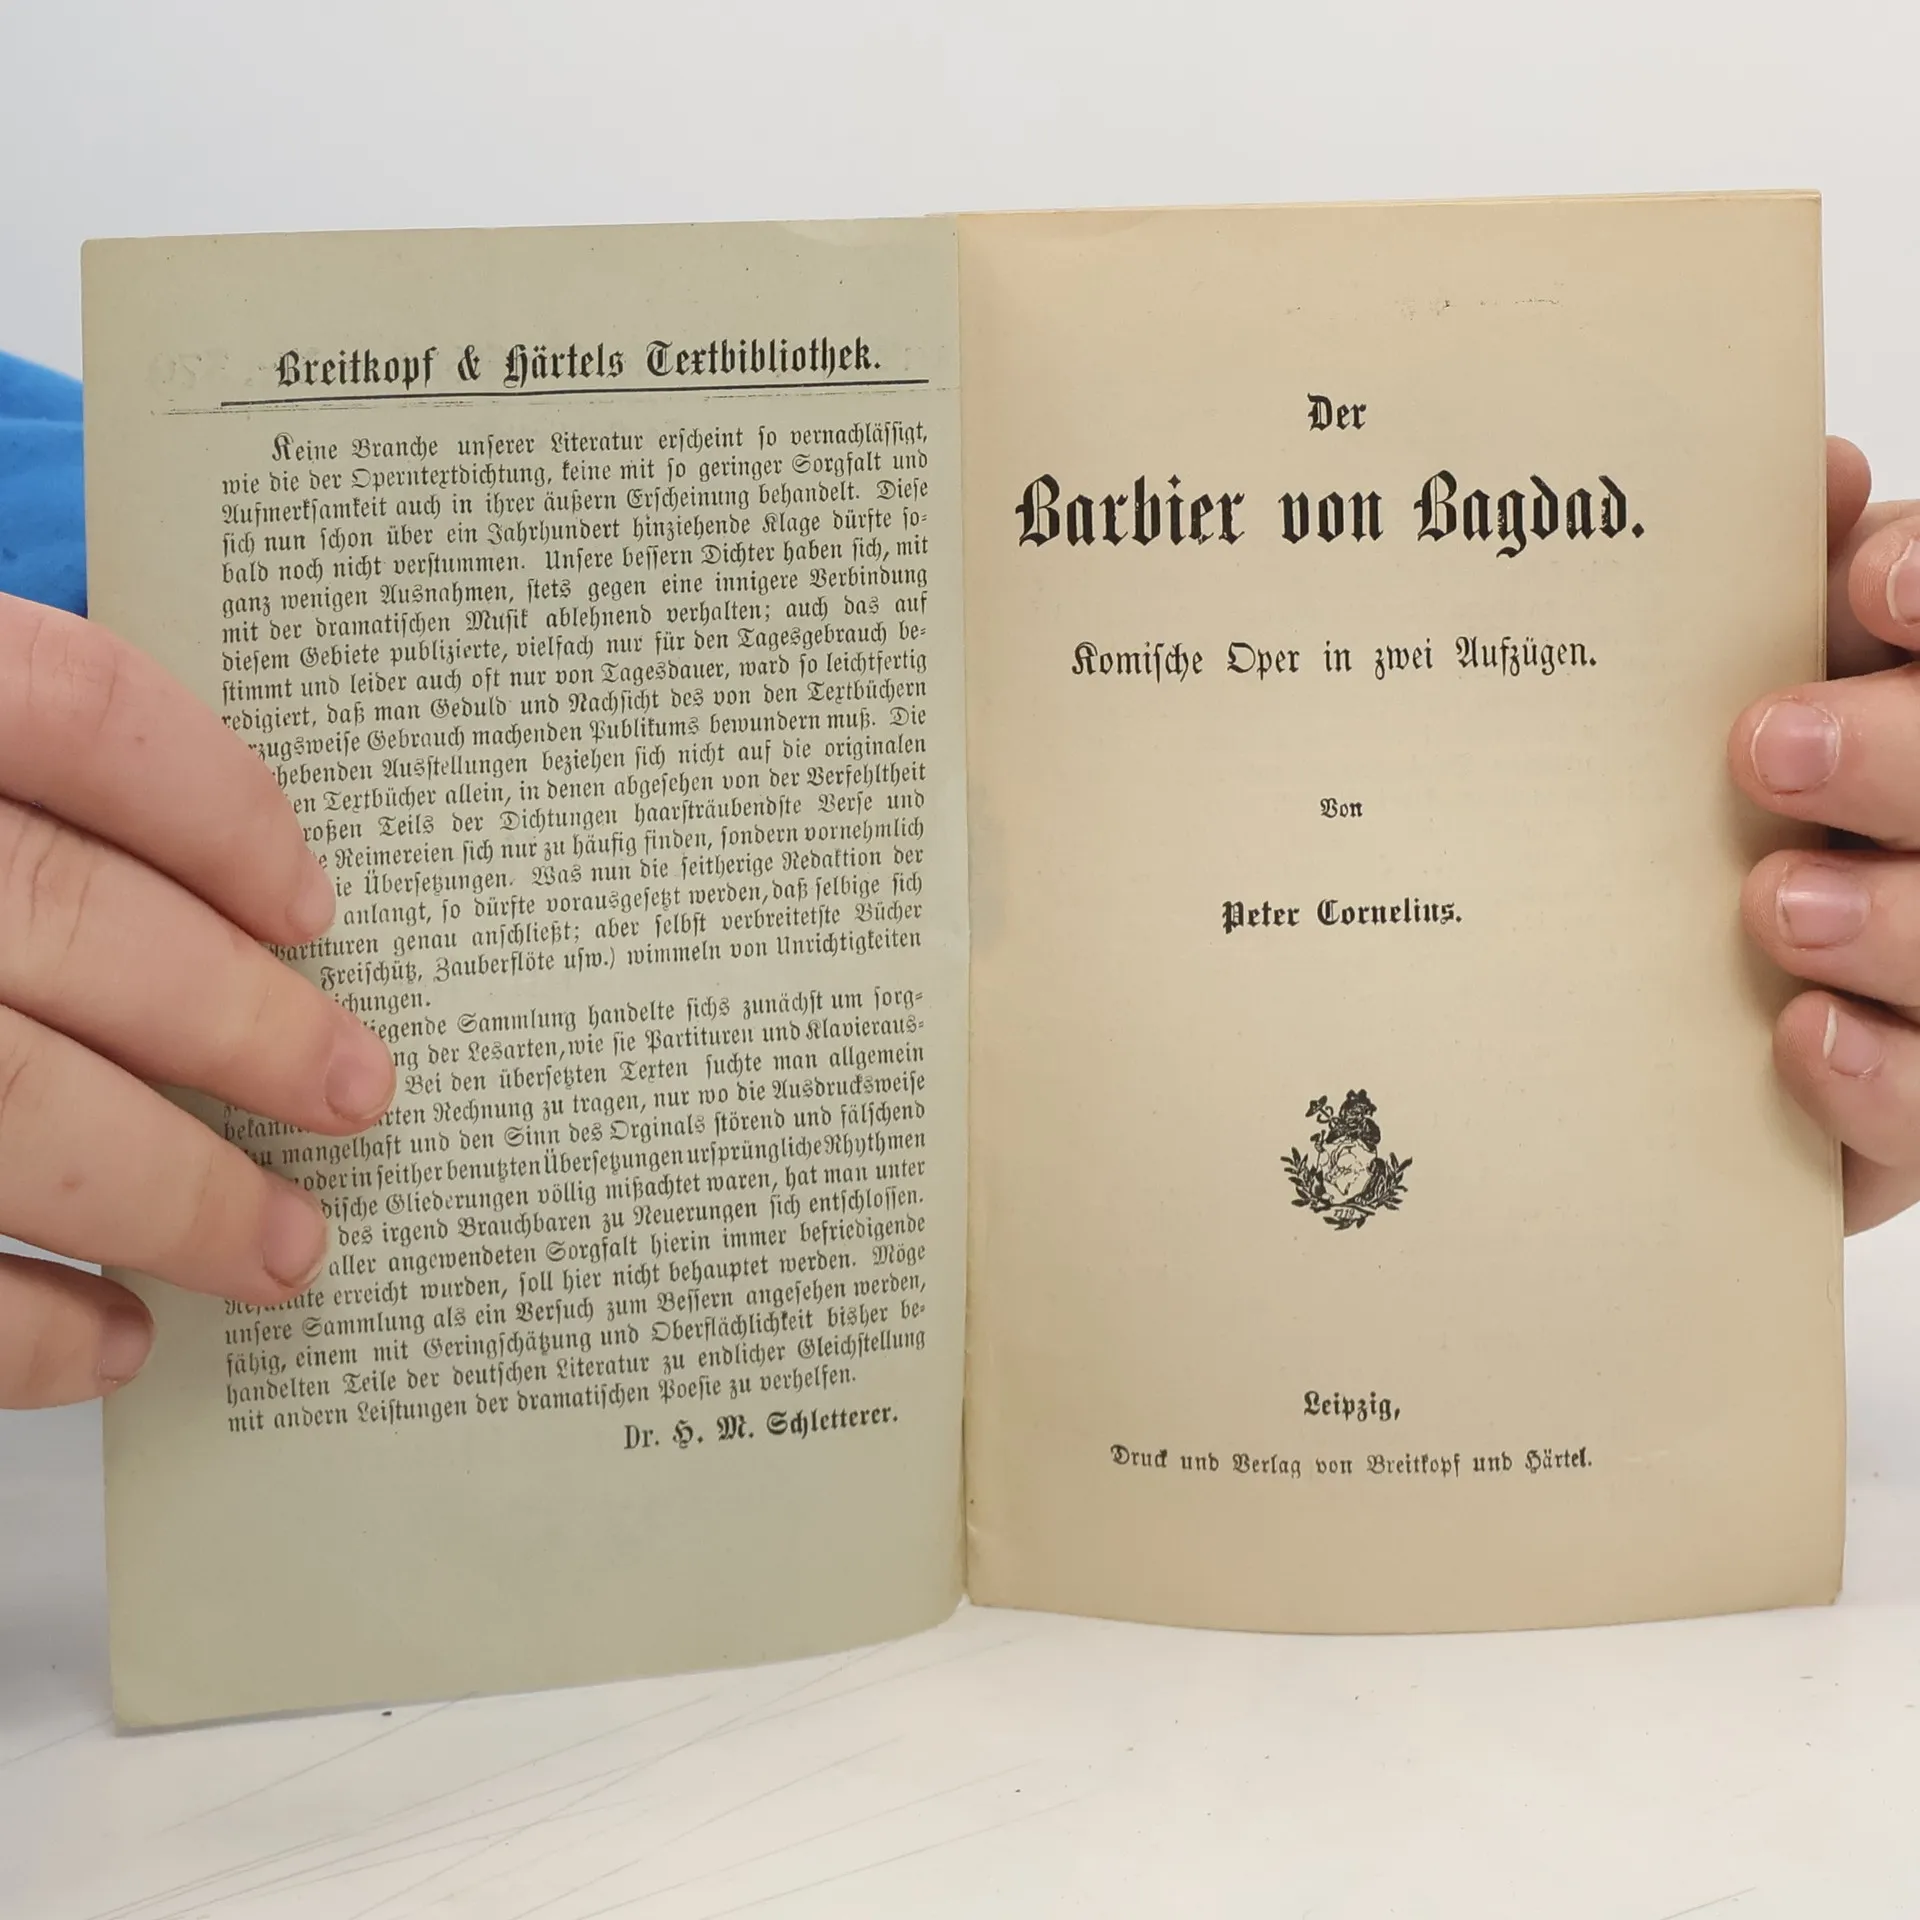 Breitkopf & Härtels Textbibliothek.
Keine Branche unserer Literatur erscheint so vernachlässigt,
wie die der Operntextdichtung, keine mit so geringer Sorgfalt und
Aufmerksamkeit auch in ihrer äußern Erscheinung behandelt. Diese
sich nun schon über ein Jahrhundert hinziehende Klage dürfte so-
bald noch nicht verstummen. Unsere bessern Dichter haben sich, mit
ganz wenigen Ausnahmen, stets gegen eine innigere Verbindung
mit der dramatischen Musik ablehnend verhalten; auch das auf
diesem Gebiete publizierte, vielfach nur für den Tagesgebrauch be-
stimmt und leider auch oft nur von Tagesdauer, ward so leichtfertig
redigiert, daß man Geduld und Nachsicht des von den Textbüchern
Gebrauch machenden Publikums bewundern muß. Die
Ausstellungen beziehen sich nicht auf die originalen
Textbücher allein, in denen abgesehen von der Verfehltheit
Teils der Dichtungen haarsträubendste Verse und
Reimereien sich nur zu häufig finden, sondern vornehmlich
Übersetzungen. Was nun die seitherige Redaktion der
anlangt, so dürfte vorausgesetzt werden, daß selbige sich
Partituren genau anschließt; aber selbst verbreitetste Bücher
Freischütz, Zauberflöte usw.) wimmeln von Unrichtigkeiten
Sammlung handelte sichs zunächst um sorg-
der Lesarten, wie sie Partituren und Klavieraus-
Bei den übersetzten Texten suchte man allgemein
Rechnung zu tragen, nur wo die Ausdrucksweise
mangelhaft und den Sinn des Orginals störend und fälschend
oder in seither benutzten Übersetzungen ursprüngliche Rhythmen
Gliederungen völlig mißachtet waren, hat man unter
des irgend Brauchbaren zu Neuerungen sich entschlossen.
aller angewendeten Sorgfalt hierin immer befriedigende
erreicht wurden, soll hier nicht behauptet werden. Möge
unsere Sammlung als ein Versuch zum Bessern angesehen werden,
fähig, einem mit Geringschätzung und Oberflächlichkeit bisher be-
handelten Teile der deutschen Literatur zu endlicher Gleichstellung
mit andern Leistungen der dramatischen Poesie zu verhelfen.
Dr. H. M. Schletterer.
Der
Barbier von Bagdad.
Komische Oper in zwei Aufzügen.
Von
Peter Cornelius.
1719
Leipzig,
Druck und Verlag von Breitkopf und Härtel.